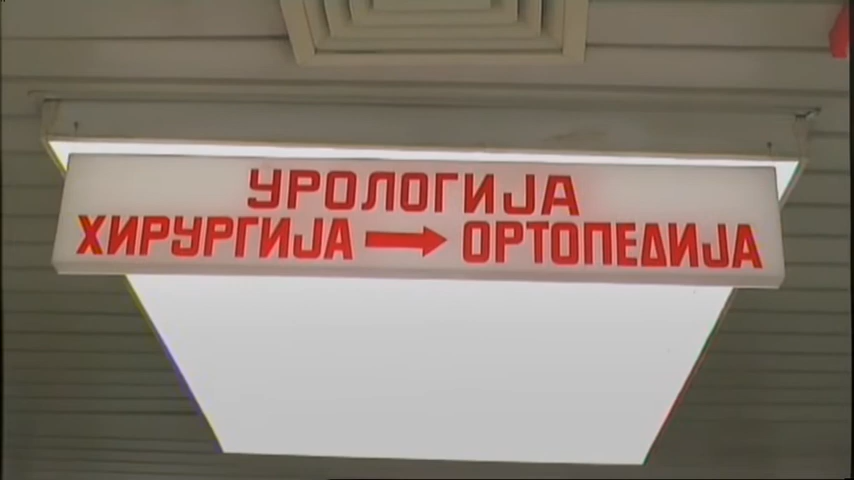 УРОЛОГИЈА
ХИРУРГИЈА → ОРТОПЕДИЈА